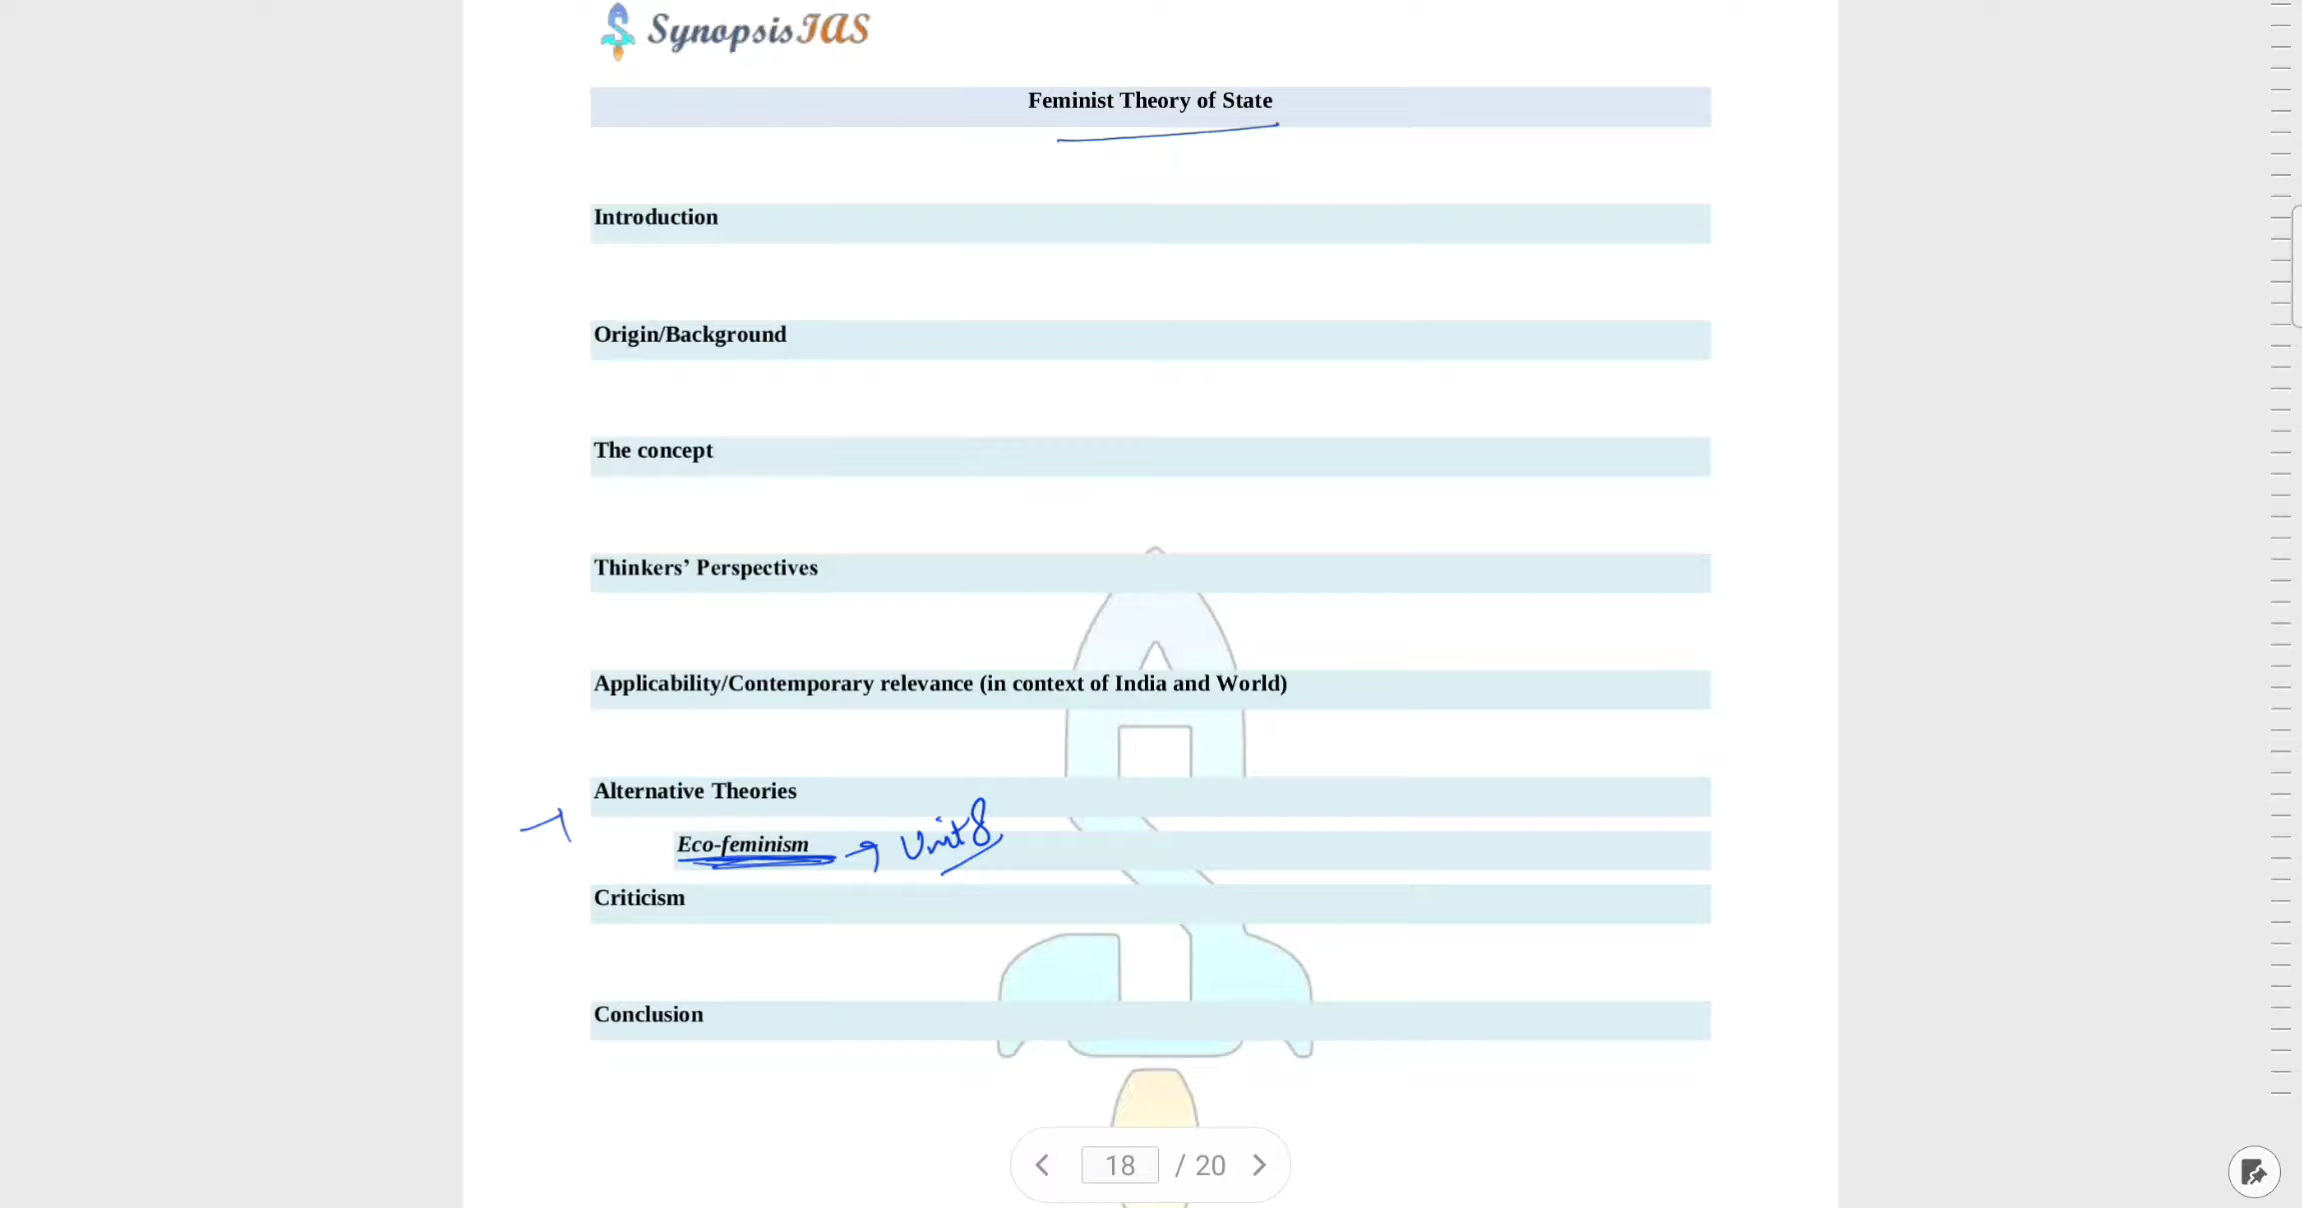 SynopsisIAS
Feminist Theory of State
Introduction
Origin/Background
The concept
Thinkers’ Perspectives
Applicability/Contemporary relevance (in context of India and World)
Alternative Theories
Eco-feminism → Unit 8
Criticism
Conclusion
18 / 20